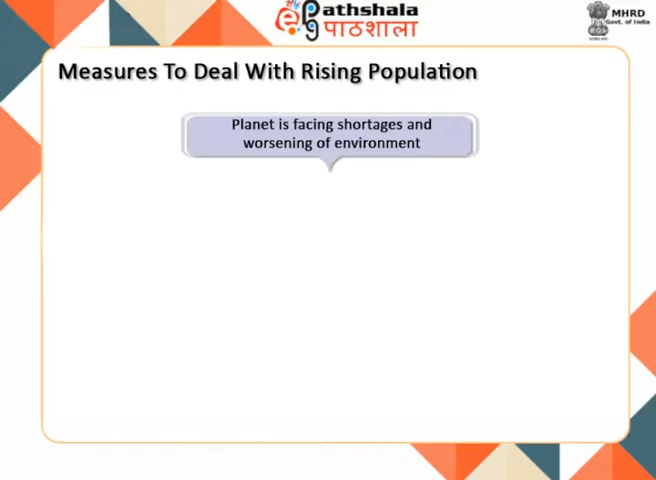 ePathshala
पाठशाला
MHRD
Govt. of India
Measures To Deal With Rising Population
Planet is facing shortages and
worsening of environment